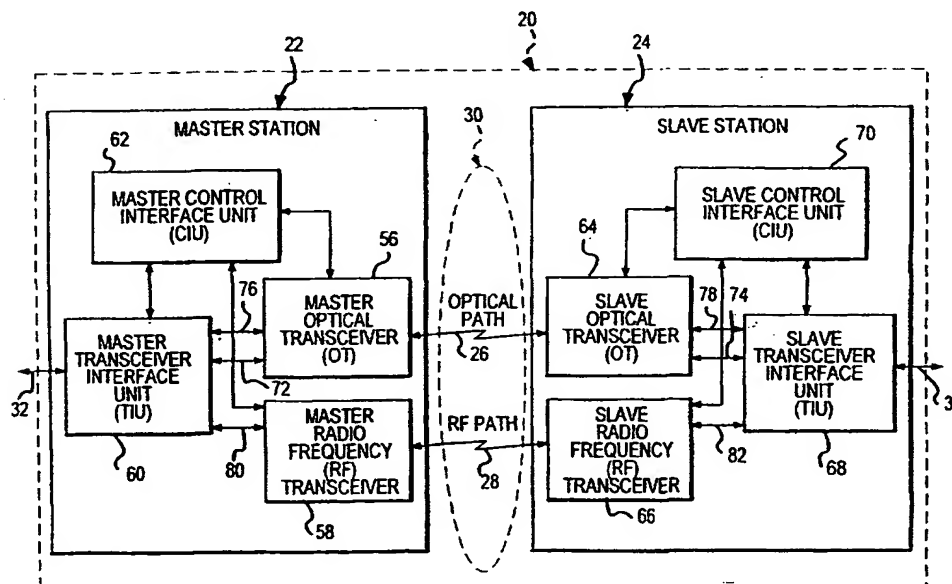 20
22
24
MASTER STATION
30
SLAVE STATION
62
70
MASTER CONTROL
INTERFACE UNIT
(CIU)
SLAVE CONTROL
INTERFACE UNIT
(CIU)
56
64
76
MASTER
OPTICAL
TRANSCEIVER
(OT)
OPTICAL
PATH
26
SLAVE
OPTICAL
TRANSCEIVER
(OT)
78
74
MASTER
TRANSCEIVER
INTERFACE
UNIT
(TIU)
SLAVE
TRANSCEIVER
INTERFACE
UNIT
(TIU)
32
72
80
60
MASTER
RADIO
FREQUENCY
(RF)
TRANSCEIVER
58
RF PATH
28
SLAVE
RADIO
FREQUENCY
(RF)
TRANSCEIVER
66
82
68